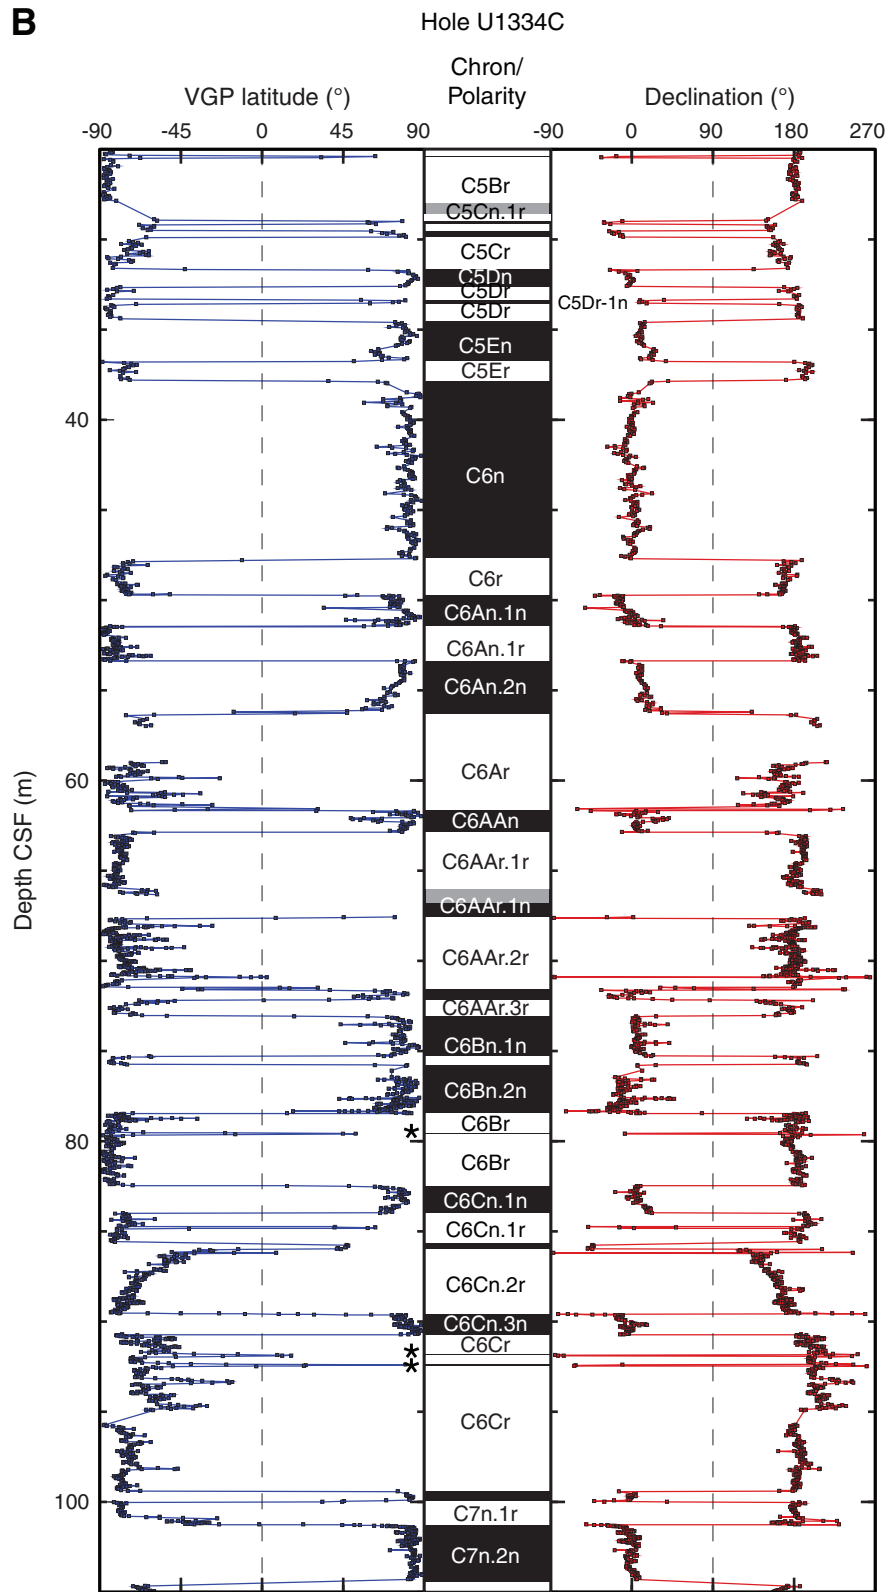 B
Hole U1334C
Chron/
Polarity
VGP latitude (°)
Declination (°)
-90 -45 0 45 90 -90 0 90 180 270
C5Br
C5Cn.1r
C5Cr
C5Dn
C5Dr
C5Dr-1n
C5Dr
C5En
C5Er
40
C6n
C6r
C6An.1n
C6An.1r
C6An.2n
C6Ar
60
C6AAn
C6AAr.1r
C6AAr.1n
C6AAr.2r
C6AAr.3r
C6Bn.1n
C6Bn.2n
C6Br
*
80
C6Br
C6Cn.1n
C6Cn.1r
C6Cn.2r
C6Cn.3n
C6Cr
*
*
C6Cr
100
C7n.1r
C7n.2n
Depth CSF (m)